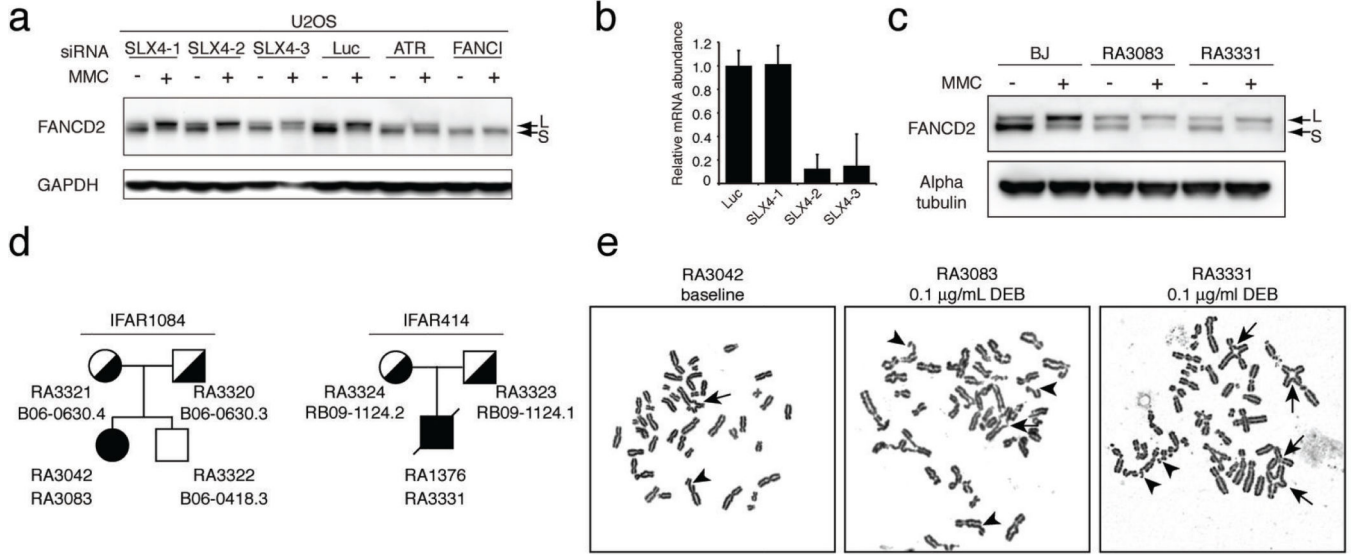 a
U2OS
siRNA SLX4-1 SLX4-2 SLX4-3 Luc ATR FANCI
MMC - + - + - + - + - + - +
FANCD2
L
S
GAPDH
b
Relative mRNA abundance
1.2
1.0
0.8
0.6
0.4
0.2
0
Luc
SLX4-1
SLX4-2
SLX4-3
c
BJ RA3083 RA3331
MMC - + - + - +
FANCD2
L
S
Alpha
tubulin
d
IFAR1084
RA3321 RA3320
B06-0630.4 B06-0630.3
RA3042 RA3322
RA3083 B06-0418.3
IFAR414
RA3324 RA3323
RB09-1124.2 RB09-1124.1
RA1376
RA3331
e
RA3042
baseline
RA3083
0.1 μg/mL DEB
RA3331
0.1 μg/ml DEB